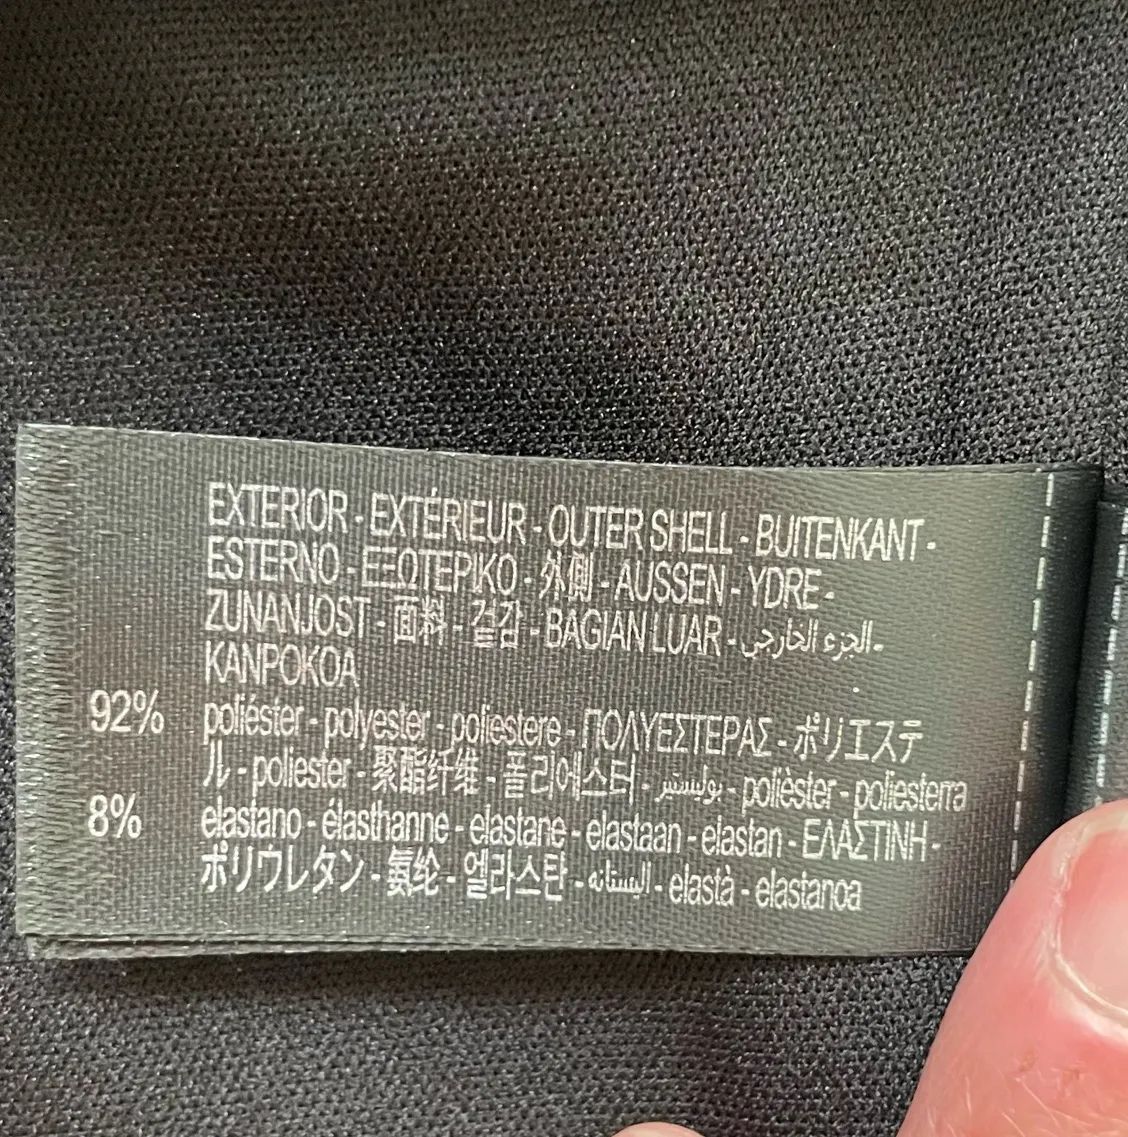 EXTERIOR - EXTÉRIEUR - OUTER SHELL - BUITENKANT -
ESTERNO - ΕΞΩΤΕΡΙΚΟ - 外側 - AUSSEN - YDRE -
ZUNANJOST - 面料 - 겉감 - BAGIAN LUAR - الجزء الخارجي -
KANPOKOA
92% poliéster - polyester - poliestere - ΠΟΛΥΕΣΤΕΡΑΣ - ポリエステ
ル - poliester - 聚酯纤维 - 폴리에스터 - بوليستير - polièster - poliesterra
8% elastano - élasthanne - elastane - elastaan - elastan - ΕΛΑΣΤΙΝΗ -
ポリウレタン - 氨纶 - 엘라스탄 - اليستانه - elastà - elastanoa